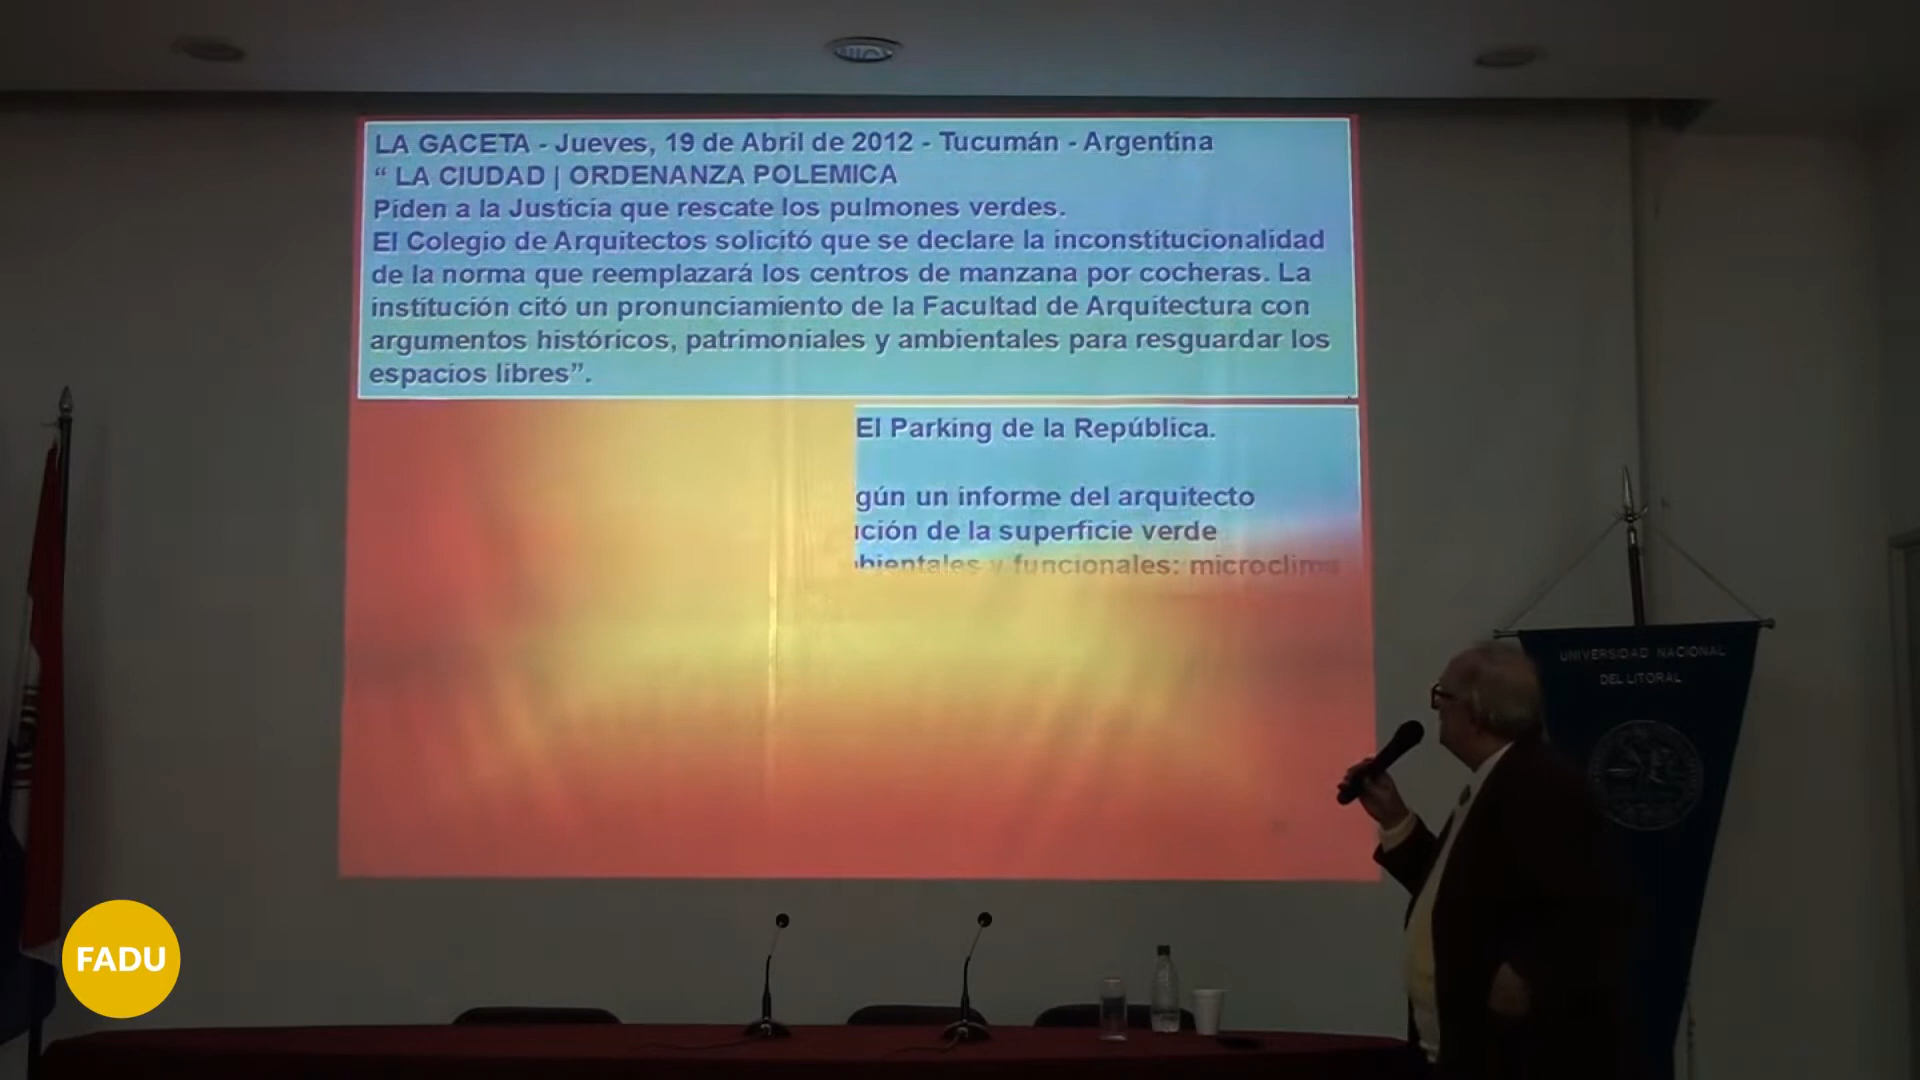 LA GACETA - Jueves, 19 de Abril de 2012 - Tucumán - Argentina
“ LA CIUDAD | ORDENANZA POLEMICA
Piden a la Justicia que rescate los pulmones verdes.
El Colegio de Arquitectos solicitó que se declare la inconstitucionalidad
de la norma que reemplazará los centros de manzana por cocheras. La
institución citó un pronunciamiento de la Facultad de Arquitectura con
argumentos históricos, patrimoniales y ambientales para resguardar los
espacios libres”.
El Parking de la República.
gún un informe del arquitecto
ción de la superficie verde
bientales y funcionales: microclima
UNIVERSIDAD NACIONAL
DEL LITORAL
FADU